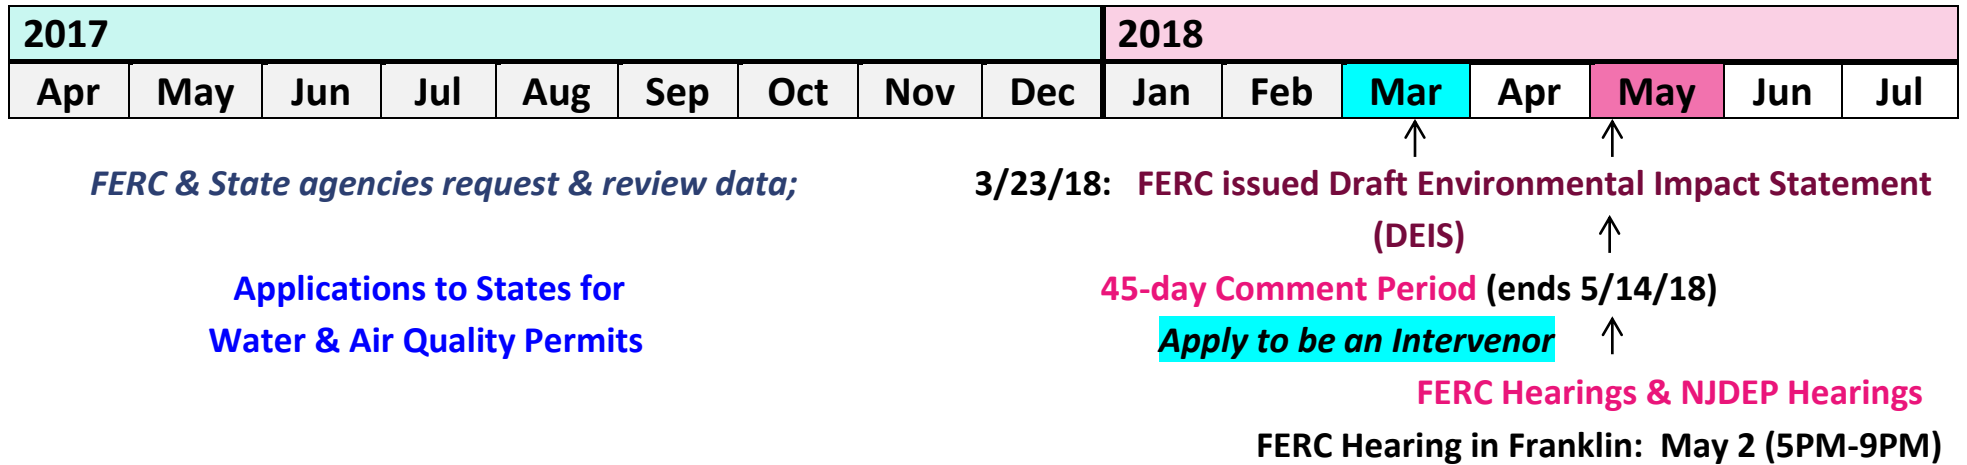 2017 2018
Apr May Jun Jul Aug Sep Oct Nov Dec Jan Feb Mar Apr May Jun Jul
FERC & State agencies request & review data; 3/23/18: FERC issued Draft Environmental Impact Statement
(DEIS)
Applications to States for 45-day Comment Period (ends 5/14/18)
Water & Air Quality Permits Apply to be an Intervenor
FERC Hearings & NJDEP Hearings
FERC Hearing in Franklin: May 2 (5PM-9PM)